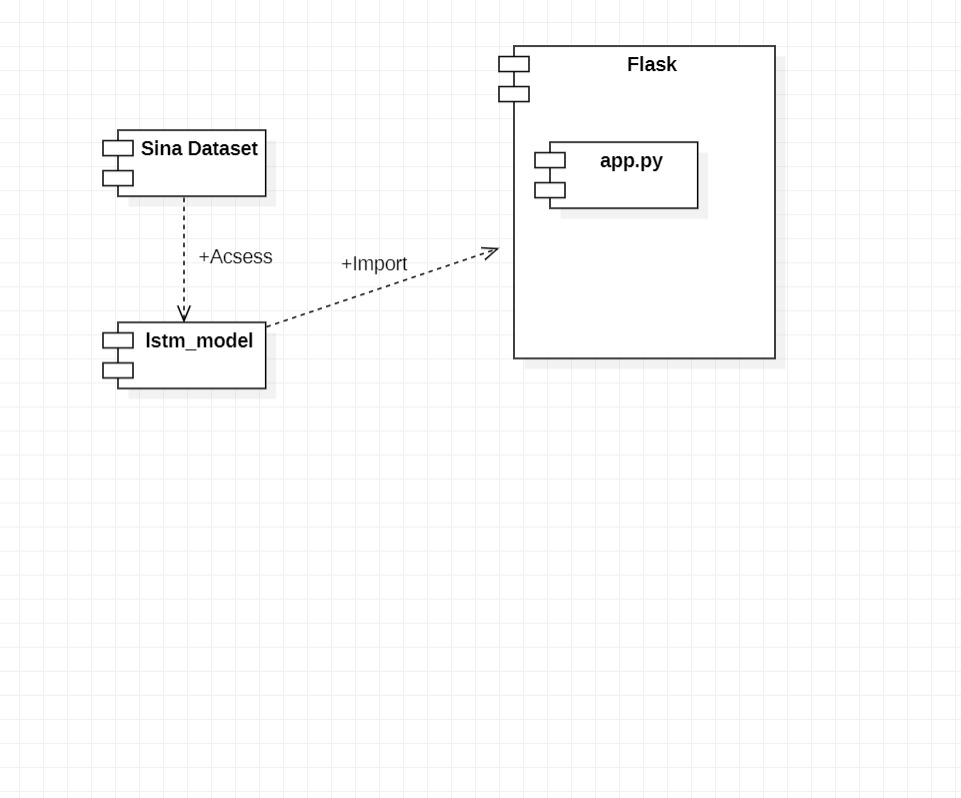 Flask
Sina Dataset
app.py
+Acsess
+Import
lstm_model